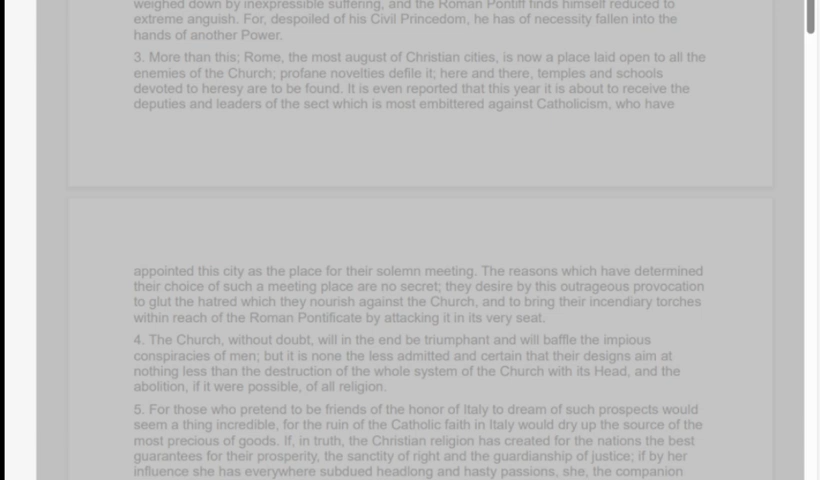 weighed down by inexpressible suffering, and the Roman Pontiff finds himself reduced to
extreme anguish. For, despoiled of his Civil Princedom, he has of necessity fallen into the
hands of another Power.
3. More than this; Rome, the most august of Christian cities, is now a place laid open to all the
enemies of the Church; profane novelties defile it; here and there, temples and schools
devoted to heresy are to be found. It is even reported that this year it is about to receive the
deputies and leaders of the sect which is most embittered against Catholicism, who have
appointed this city as the place for their solemn meeting. The reasons which have determined
their choice of such a meeting place are no secret; they desire by this outrageous provocation
to glut the hatred which they nourish against the Church, and to bring their incendiary torches
within reach of the Roman Pontificate by attacking it in its very seat.
4. The Church, without doubt, will in the end be triumphant and will baffle the impious
conspiracies of men; but it is none the less admitted and certain that their designs aim at
nothing less than the destruction of the whole system of the Church with its Head, and the
abolition, if it were possible, of all religion.
5. For those who pretend to be friends of the honor of Italy to dream of such prospects would
seem a thing incredible, for the ruin of the Catholic faith in Italy would dry up the source of the
most precious of goods. If, in truth, the Christian religion has created for the nations the best
guarantees for their prosperity, the sanctity of right and the guardianship of justice; if by her
influence she has everywhere subdued headlong and hasty passions, she, the companion